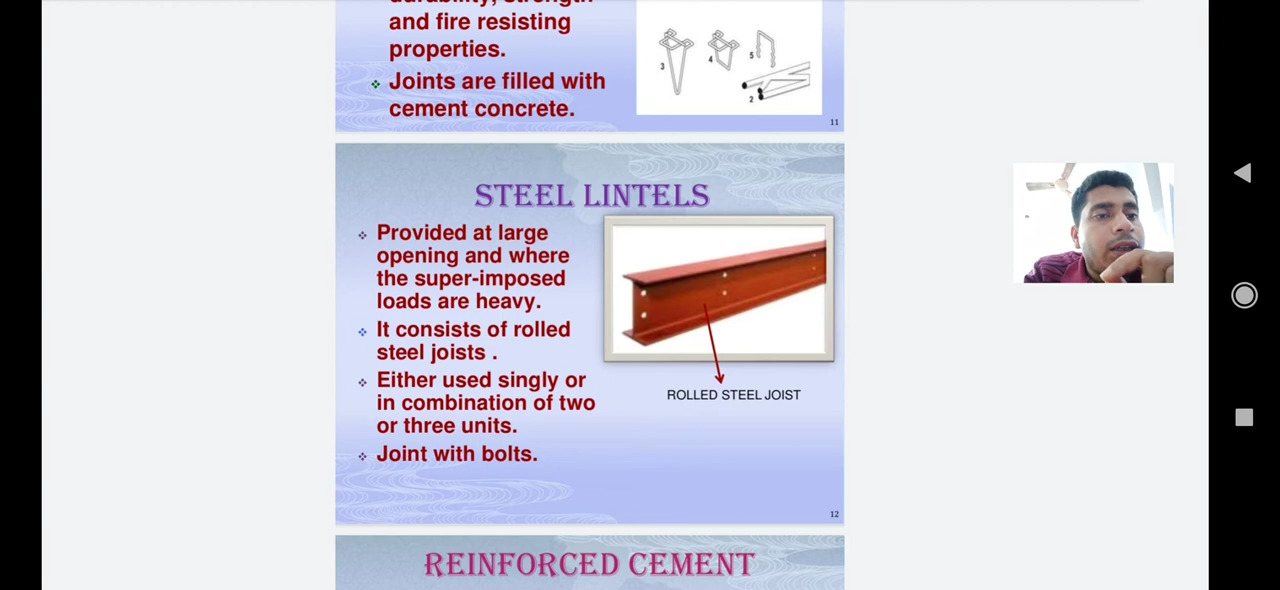 durability, strength
and fire resisting
properties.
Joints are filled with
cement concrete.
3
4
5
2
11
STEEL LINTELS
Provided at large
opening and where
the super-imposed
loads are heavy.
It consists of rolled
steel joists .
Either used singly or
in combination of two
or three units.
Joint with bolts.
ROLLED STEEL JOIST
12
REINFORCED CEMENT